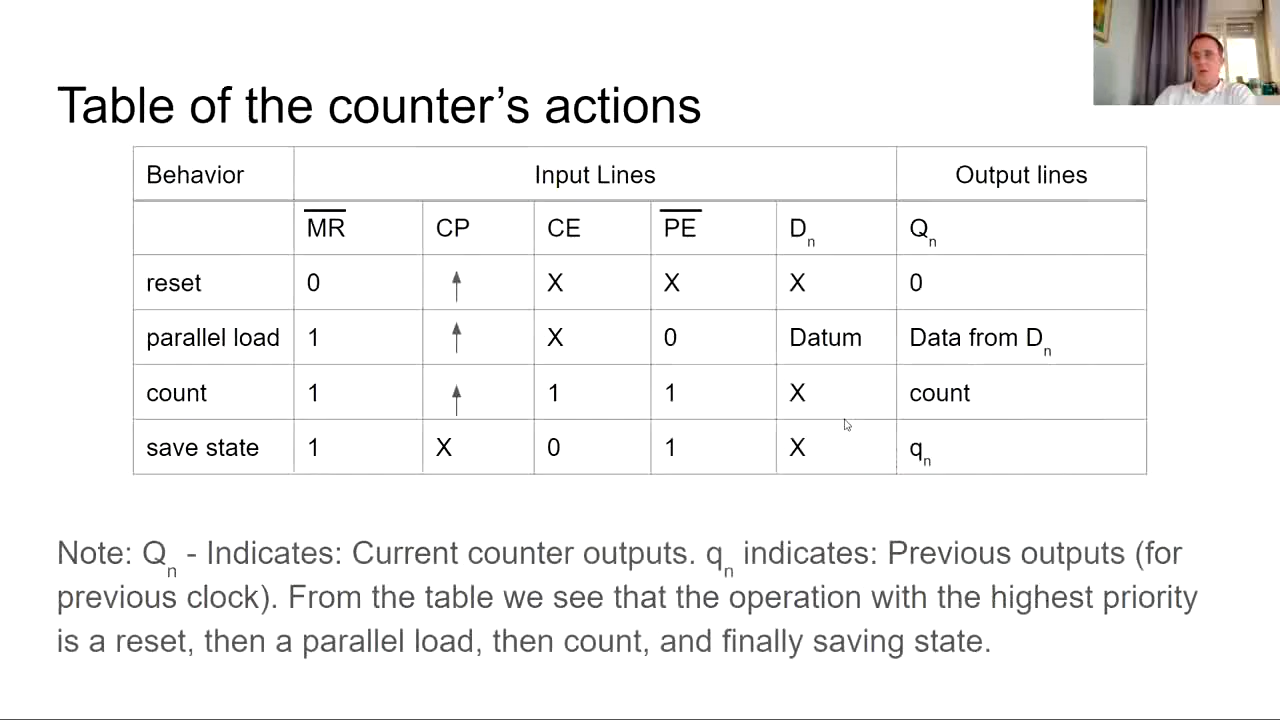 Table of the counter's actions
Behavior Input Lines Output lines
M̅R̅ CP CE P̅E̅ Dn Qn
reset 0 ↑ X X X 0
parallel load 1 ↑ X 0 Datum Data from Dn
count 1 ↑ 1 1 X count
save state 1 X 0 1 X qn
Note: Qn - Indicates: Current counter outputs. qn indicates: Previous outputs (for
previous clock). From the table we see that the operation with the highest priority
is a reset, then a parallel load, then count, and finally saving state.